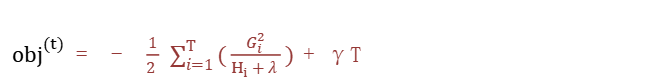 obj^(t) = − 1/2 ∑_{i=1}^{T} ( G_i^2 / (H_i + λ) ) + γ T